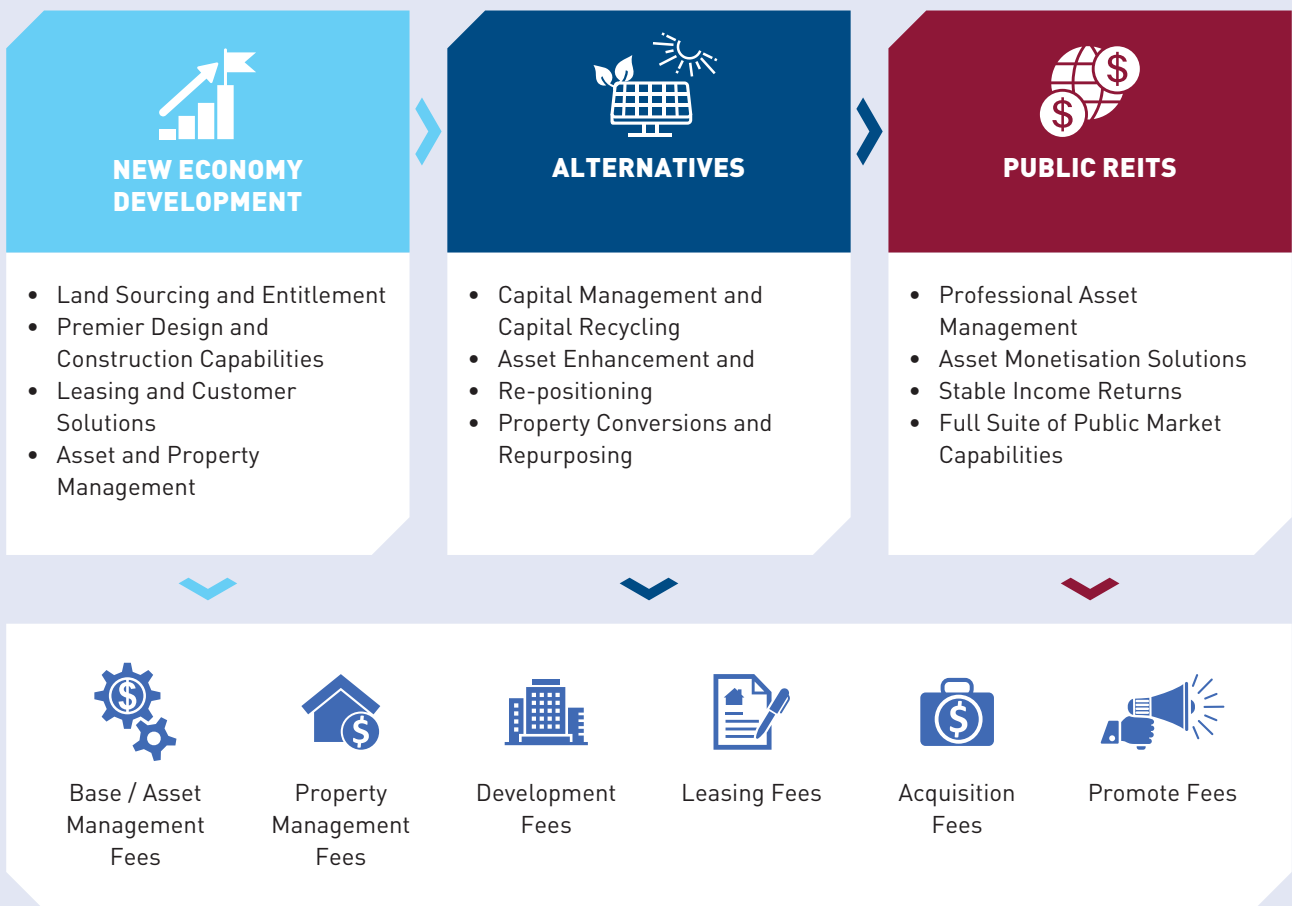 NEW ECONOMY
DEVELOPMENT
• Land Sourcing and Entitlement
• Premier Design and
Construction Capabilities
• Leasing and Customer
Solutions
• Asset and Property
Management
ALTERNATIVES
• Capital Management and
Capital Recycling
• Asset Enhancement and
• Re-positioning
• Property Conversions and
Repurposing
$
$
PUBLIC REITS
• Professional Asset
Management
• Asset Monetisation Solutions
• Stable Income Returns
• Full Suite of Public Market
Capabilities
$
Base / Asset
Management
Fees
$
Property
Management
Fees
Development
Fees
Leasing Fees
$
Acquisition
Fees
Promote Fees